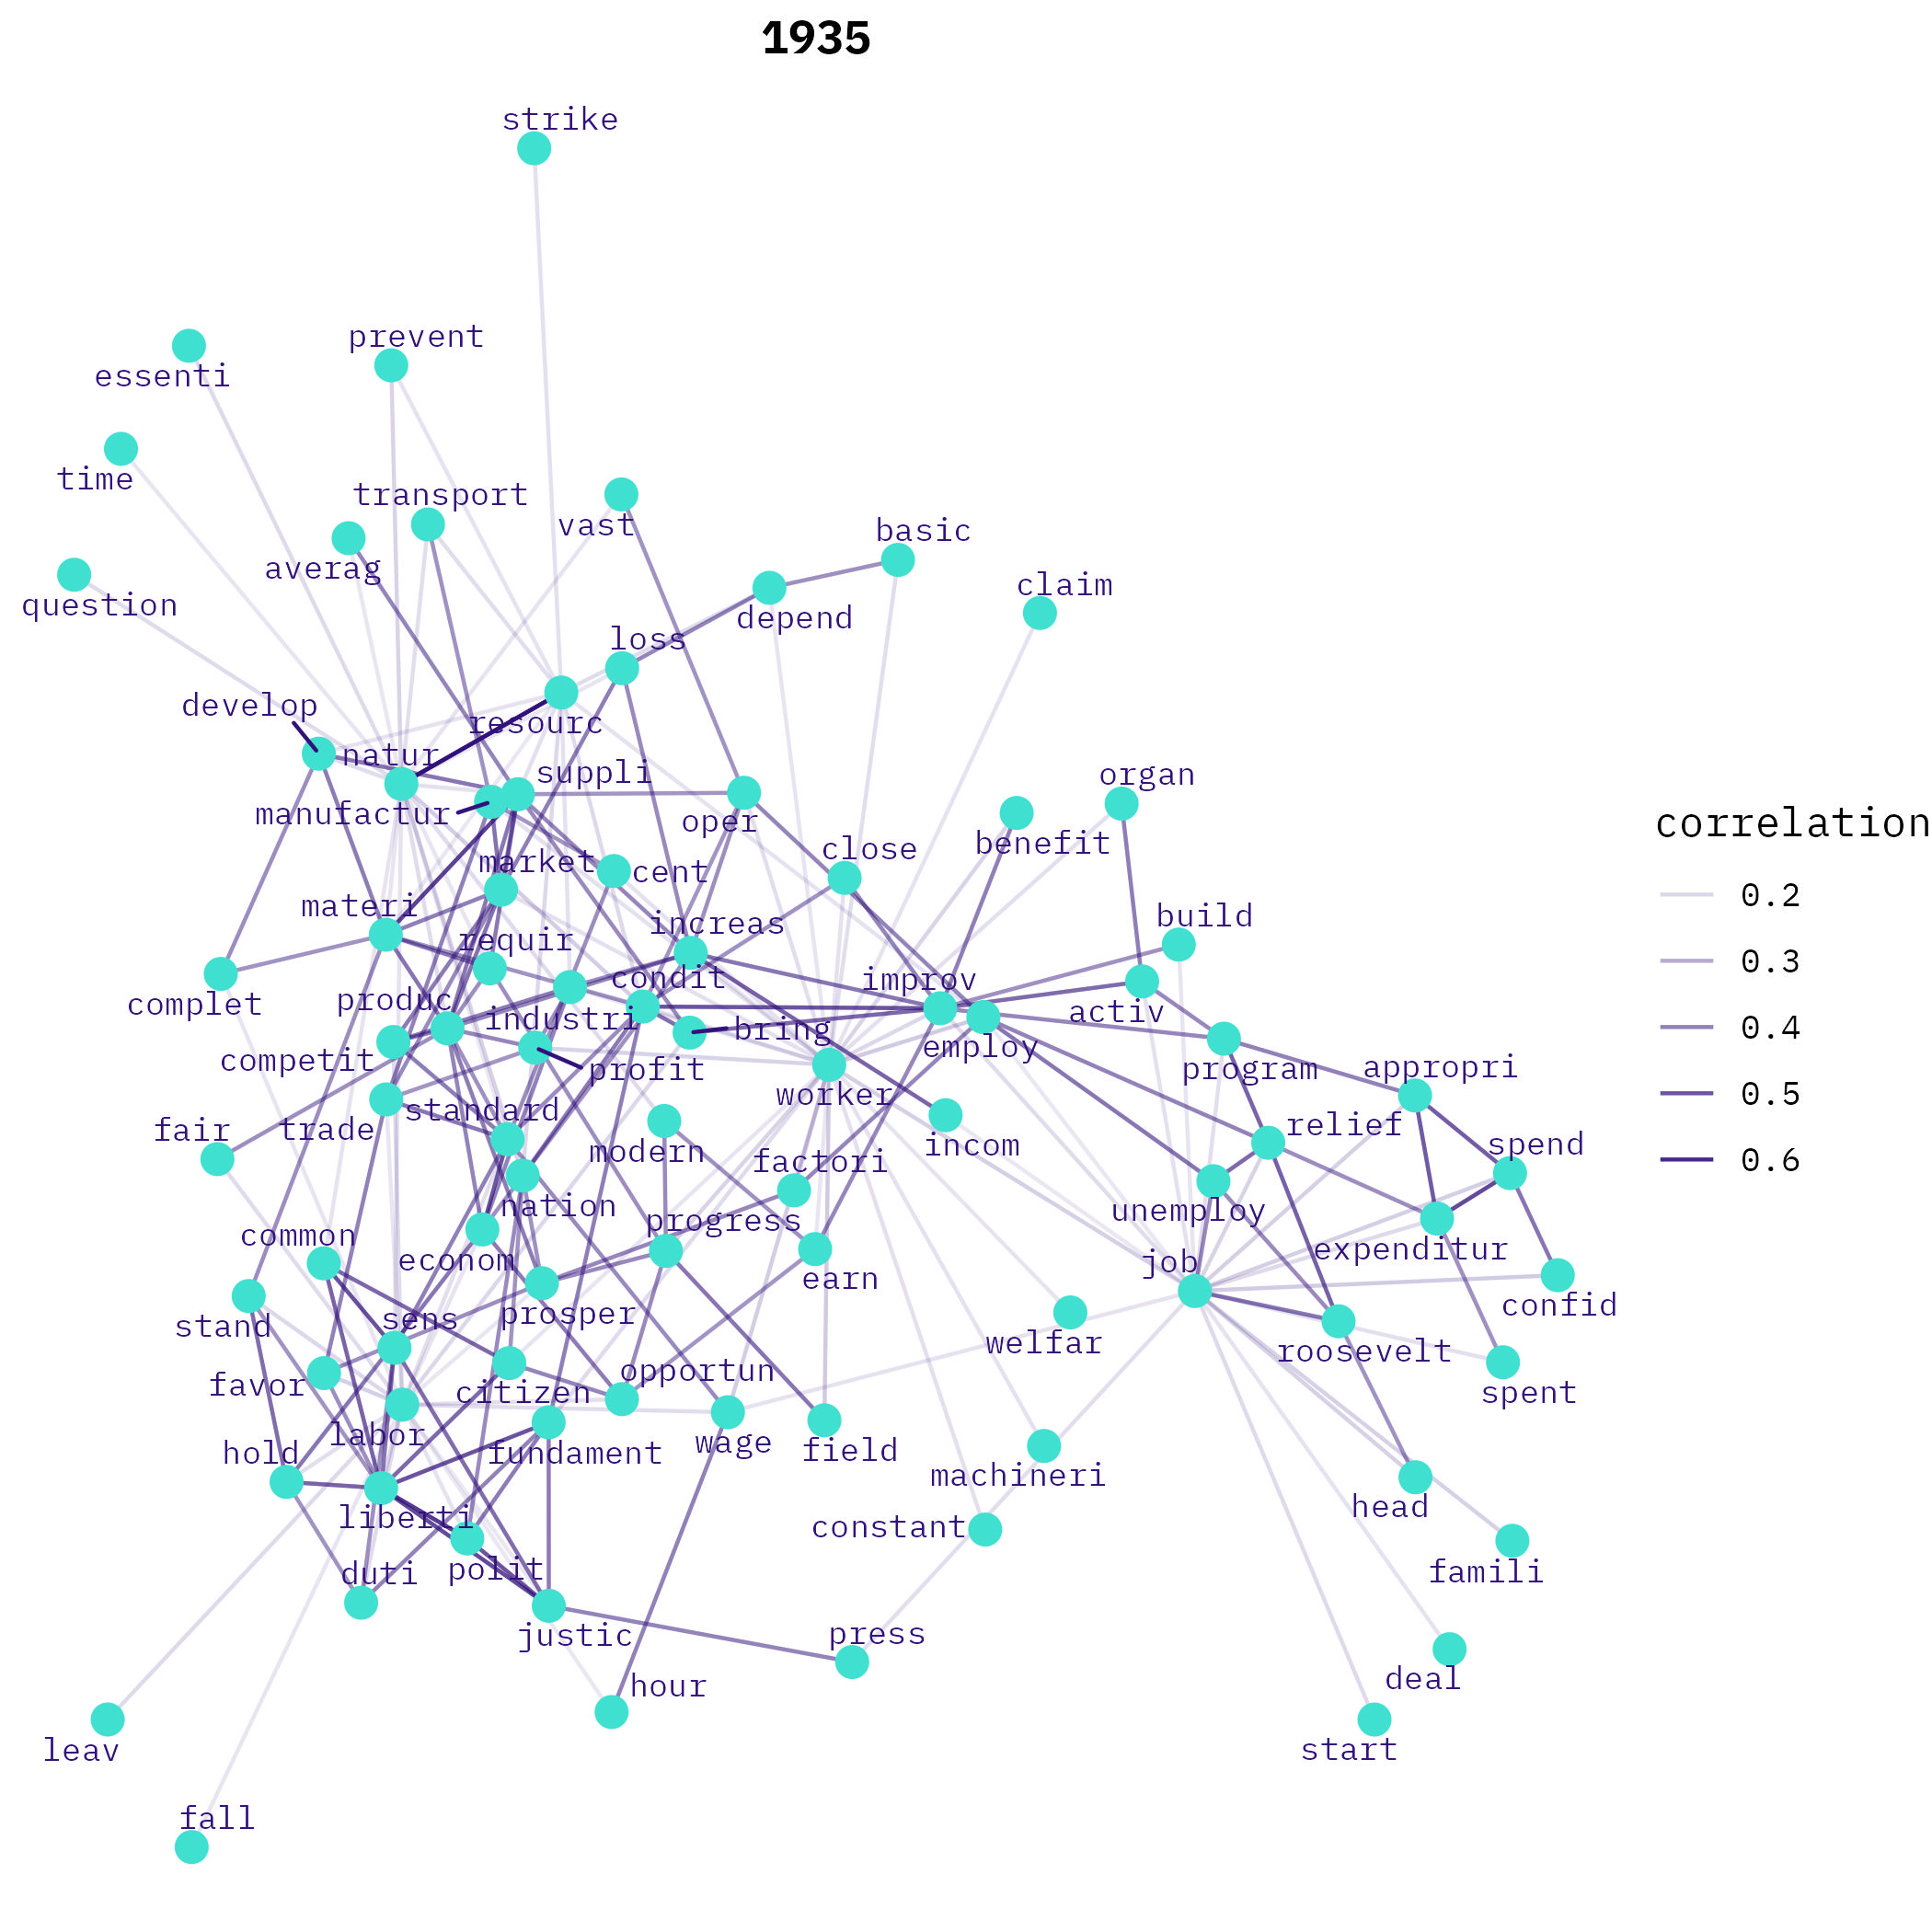 1935
strike
prevent
essenti
time
transport
vast
basic
averag
claim
question
depend
loss
develop
resourc
natur
suppli
organ
manufactur
oper
benefit
close
market
cent
materi
build
increas
requir
condit
improv
complet
produc
activ
industri
bring
employ
competit
program
appropri
profit
worker
standard
relief
fair
trade
incom
spend
modern
factori
nation
unemploy
progress
common
econom
expenditur
job
earn
confid
prosper
sens
stand
welfar
roosevelt
opportun
favor
citizen
spent
labor
wage
hold
fundament
field
machineri
head
liberti
constant
polit
duti
famili
justic
press
deal
hour
leav
start
fall
correlation
0.2
0.3
0.4
0.5
0.6